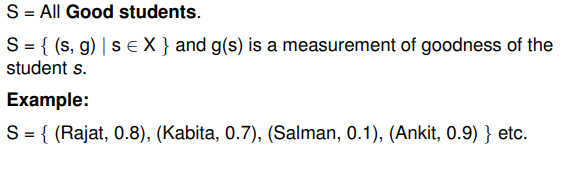 S = All Good students.
S = { (s, g) | s ∈ X } and g(s) is a measurement of goodness of the
student s.
Example:
S = { (Rajat, 0.8), (Kabita, 0.7), (Salman, 0.1), (Ankit, 0.9) } etc.